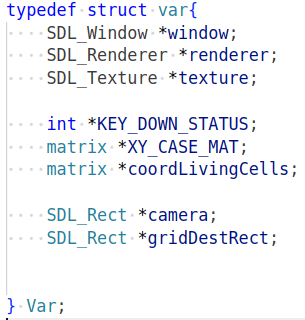 typedef struct var{
    SDL_Window *window;
    SDL_Renderer *renderer;
    SDL_Texture *texture;

    int *KEY_DOWN_STATUS;
    matrix *XY_CASE_MAT;
    matrix *coordLivingCells;

    SDL_Rect *camera;
    SDL_Rect *gridDestRect;


} Var;